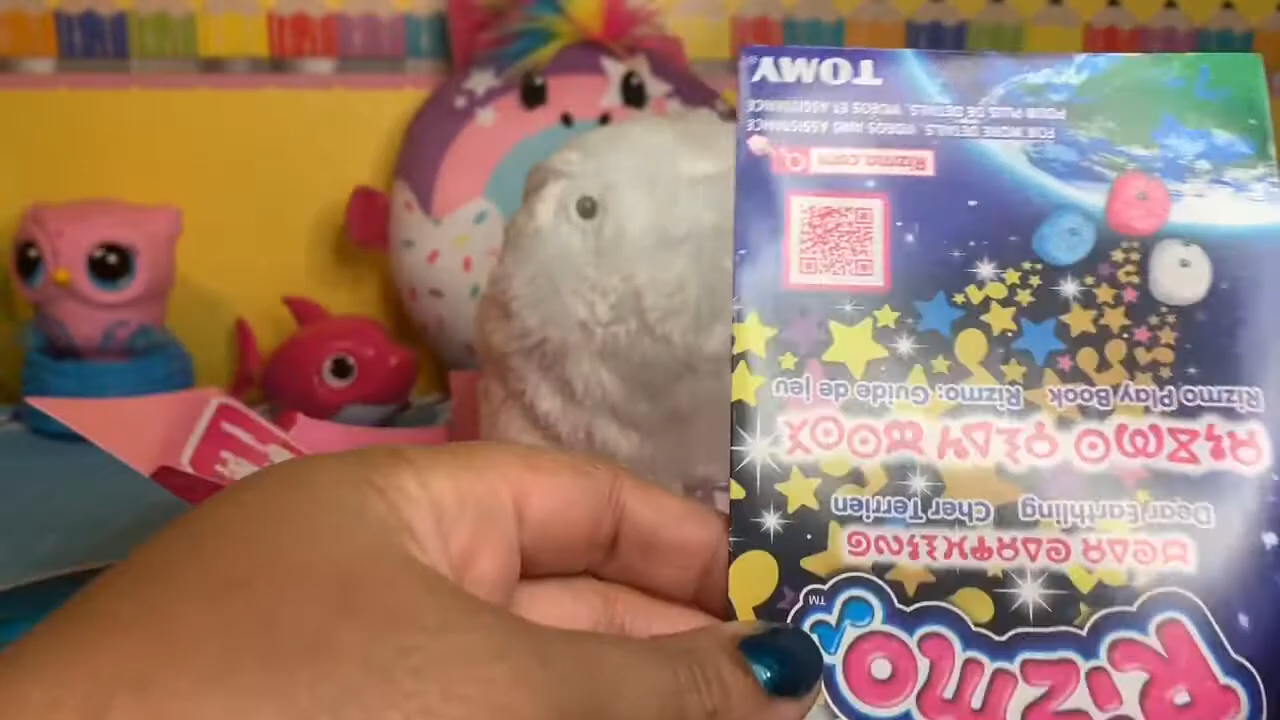 Rizmo™
Dear Earthling Cher Terrien
Rizmo Play Book Rizmo: Guide de jeu
Rizmo.com
FOR MORE DETAILS, VIDEOS AND ASSISTANCE
POUR PLUS DE DÉTAILS, VIDÉOS ET ASSISTANCE
TOMY